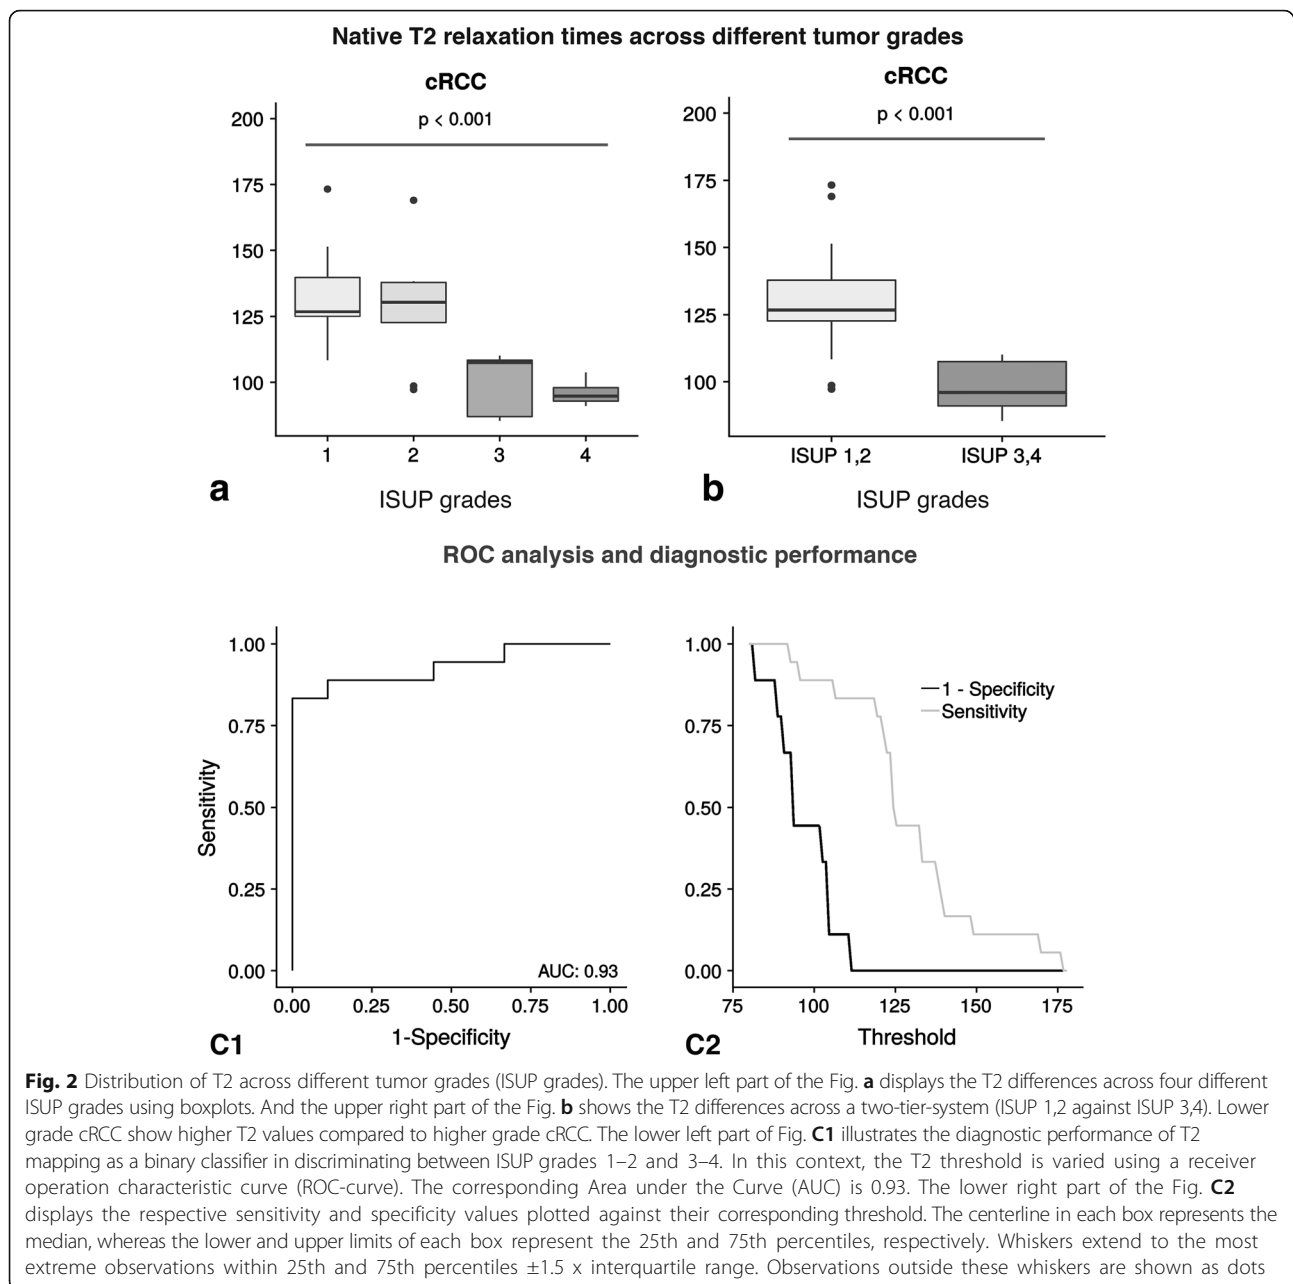 Native T2 relaxation times across different tumor grades
cRCC
p < 0.001
200
175
150
125
100
1 2 3 4
a
ISUP grades
cRCC
p < 0.001
200
175
150
125
100
ISUP 1,2 ISUP 3,4
b
ISUP grades
ROC analysis and diagnostic performance
Sensitivity
1.00
0.75
0.50
0.25
0.00
AUC: 0.93
0.00 0.25 0.50 0.75 1.00
C1
1-Specificity
1.00
0.75
0.50
0.25
0.00
1 - Specificity
Sensitivity
75 100 125 150 175
C2
Threshold
Fig. 2 Distribution of T2 across different tumor grades (ISUP grades). The upper left part of the Fig. a displays the T2 differences across four different
ISUP grades using boxplots. And the upper right part of the Fig. b shows the T2 differences across a two-tier-system (ISUP 1,2 against ISUP 3,4). Lower
grade cRCC show higher T2 values compared to higher grade cRCC. The lower left part of Fig. C1 illustrates the diagnostic performance of T2
mapping as a binary classifier in discriminating between ISUP grades 1–2 and 3–4. In this context, the T2 threshold is varied using a receiver
operation characteristic curve (ROC-curve). The corresponding Area under the Curve (AUC) is 0.93. The lower right part of the Fig. C2
displays the respective sensitivity and specificity values plotted against their corresponding threshold. The centerline in each box represents the
median, whereas the lower and upper limits of each box represent the 25th and 75th percentiles, respectively. Whiskers extend to the most
extreme observations within 25th and 75th percentiles ±1.5 x interquartile range. Observations outside these whiskers are shown as dots